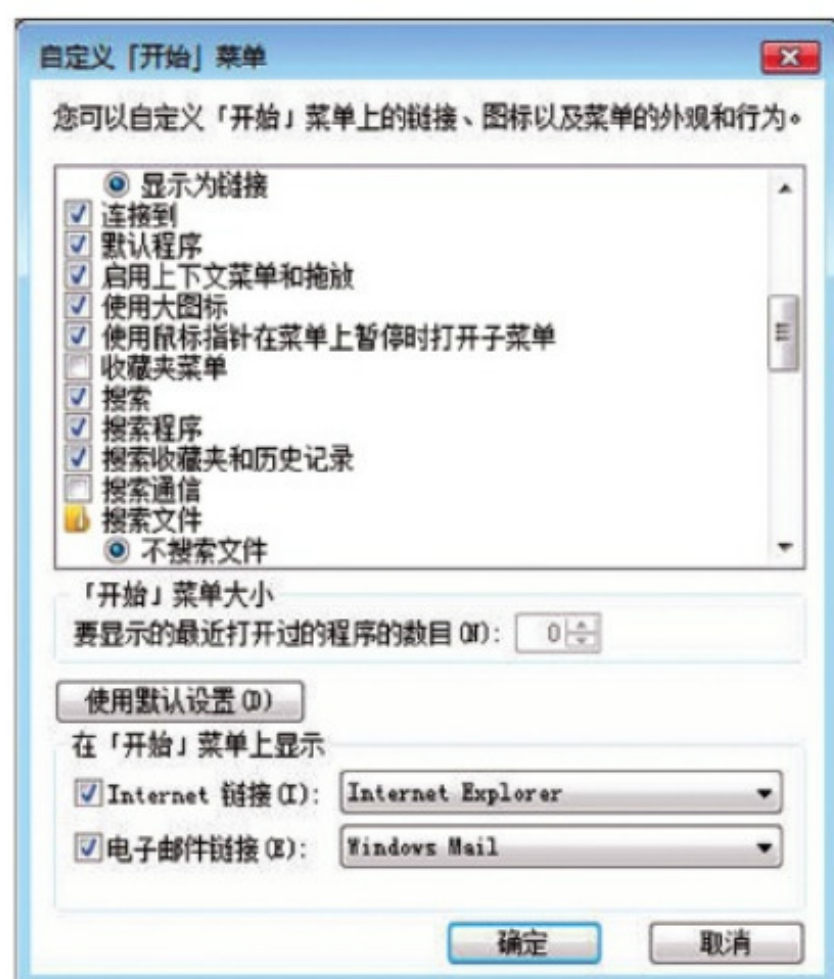 自定义「开始」菜单
您可以自定义「开始」菜单上的链接、图标以及菜单的外观和行为。
显示为链接
连接到
默认程序
启用上下文菜单和拖放
使用大图标
使用鼠标指针在菜单上暂停时打开子菜单
收藏夹菜单
搜索
搜索程序
搜索收藏夹和历史记录
搜索通信
搜索文件
不搜索文件
「开始」菜单大小
要显示的最近打开过的程序的数目(N): 0
使用默认设置(D)
在「开始」菜单上显示
Internet 链接(I): Internet Explorer
电子邮件链接(E): Windows Mail
确定 取消